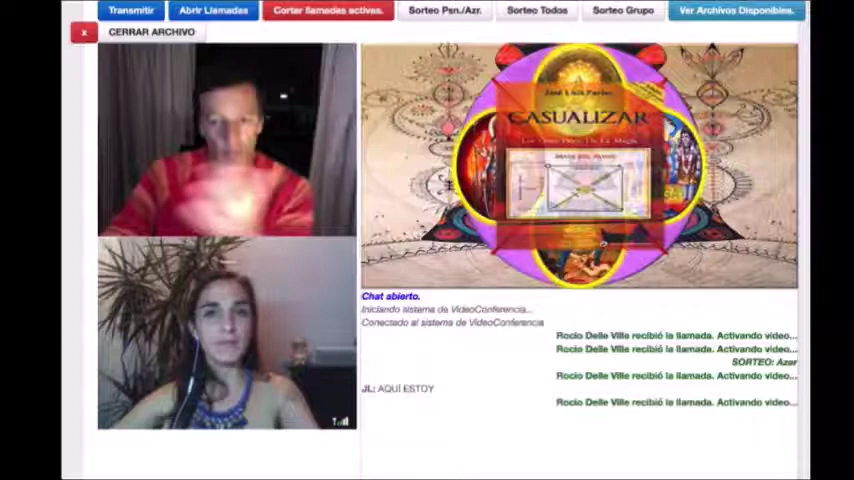 Transmitir
Abrir Llamadas
Cortar llamadas activas.
Sorteo Psn./Azr.
Sorteo Todos
Sorteo Grupo
Ver Archivos Disponibles.
x
CERRAR ARCHIVO
José Luis Parise
CASUALIZAR
Chat abierto.
Iniciando sistema de VideoConferencia...
Conectado al sistema de VideoConferencia
Rocio Delle Ville recibió la llamada. Activando video...
Rocio Delle Ville recibió la llamada. Activando video...
SORTEO: Azar
Rocio Delle Ville recibió la llamada. Activando video...
JL: AQUÍ ESTOY
Rocio Delle Ville recibió la llamada. Activando video...